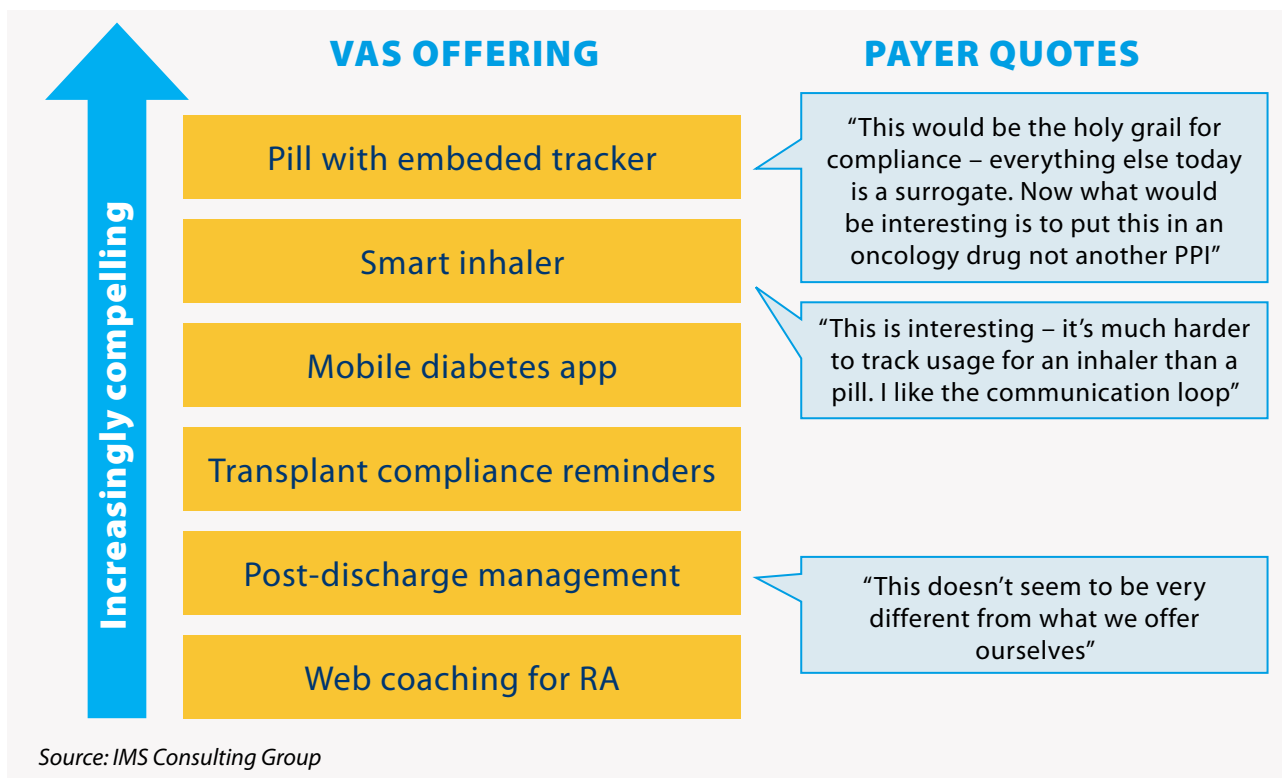 VAS OFFERING
PAYER QUOTES
Increasingly compelling
Pill with embeded tracker
“This would be the holy grail for
compliance – everything else today
is a surrogate. Now what would
be interesting is to put this in an
oncology drug not another PPI”
Smart inhaler
“This is interesting – it’s much harder
to track usage for an inhaler than a
pill. I like the communication loop”
Mobile diabetes app
Transplant compliance reminders
Post-discharge management
“This doesn’t seem to be very
different from what we offer
ourselves”
Web coaching for RA
Source: IMS Consulting Group